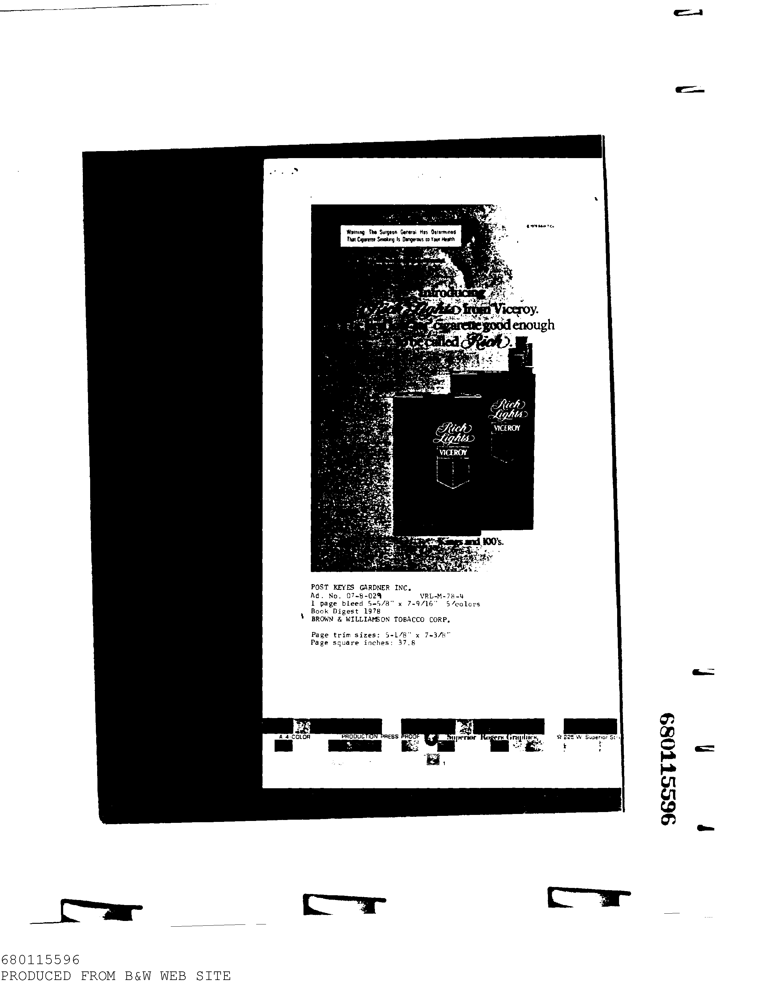 Warning: The Surgeon General Has Determined
That Cigarette Smoking Is Dangerous to Your Health
Introducing
Rich Lights from Viceroy.
cigarette good enough
to be called Rich.
Rich
Lights
VICEROY
Rich
Lights
VICEROY
Kings and 100's.
POST KEYES GARDNER INC.
Ad. No. 07-8-029 VRL-M-78-4
1 page bleed 5-5/8" x 7-9/16" 5/colors
Book Digest 1978
BROWN & WILLIAMSON TOBACCO CORP.
Page trim sizes: 5-1/8" x 7-3/8"
Page square inches: 37.8
A 4 COLOR PRODUCTION PRESS PROOF Superior Rogers Graphics, 225 W. Superior St
680115596
680115596
PRODUCED FROM B&W WEB SITE